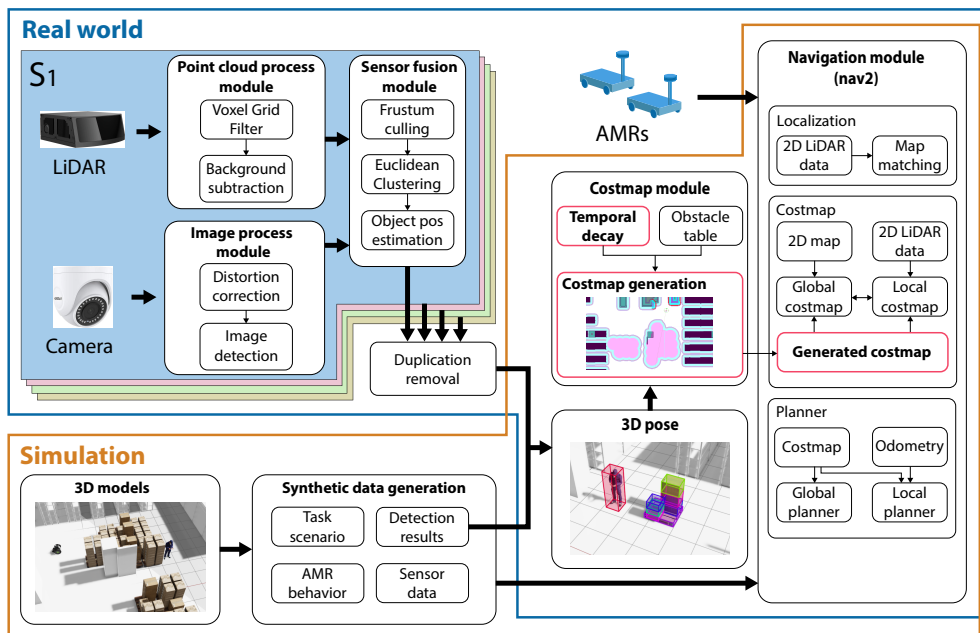 Real world
S1
LiDAR
Camera
Point cloud process
module
Voxel Grid
Filter
Background
subtraction
Image process
module
Distortion
correction
Image
detection
Sensor fusion
module
Frustum
culling
Euclidean
Clustering
Object pos
estimation
Duplication
removal
AMRs
Navigation module
(nav2)
Localization
2D LiDAR
data
Map
matching
Costmap
2D map
2D LiDAR
data
Global
costmap
Local
costmap
Generated costmap
Planner
Costmap
Odometry
Global
planner
Local
planner
Costmap module
Temporal
decay
Obstacle
table
Costmap generation
3D pose
Simulation
3D models
Synthetic data generation
Task
scenario
Detection
results
AMR
behavior
Sensor
data